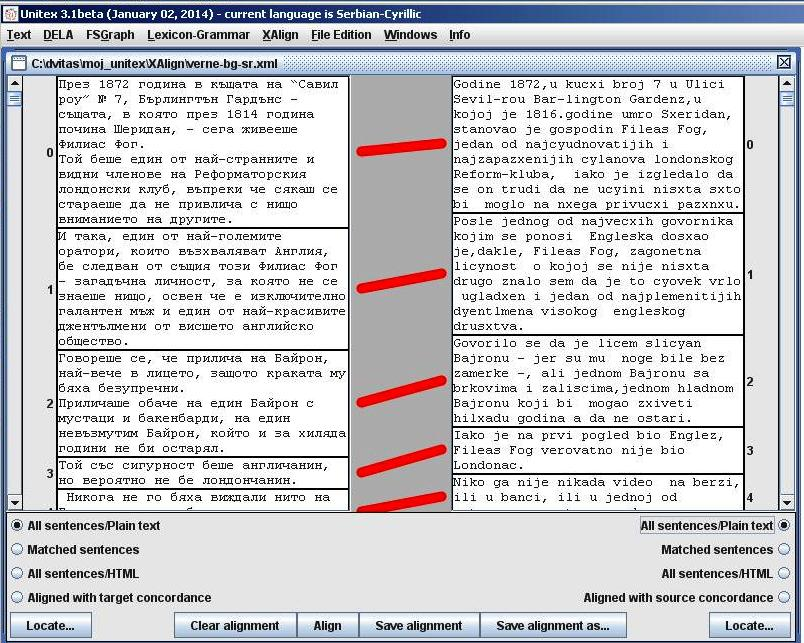 Unitex 3.1beta (January 02, 2014) - current language is Serbian-Cyrillic
Text DELA FSGraph Lexicon-Grammar XAlign File Edition Windows Info
C:\dvitas\moj_unitex\XAlign\verne-bg-sr.xml
През 1872 година в къщата на “Савил
роу” № 7, Бърлингтън Гардънс –
същата, в която през 1814 година
почина Шеридан, – сега живееше
Филиас Фог.
0
Той беше един от най-странните и
видни членове на Реформаторския
лондонски клуб, въпреки че сякаш се
стараеше да не привлича с нищо
вниманието на другите.
И така, един от най-големите
оратори, които възхваляват Англия,
бе следван от същия този Филиас Фог
– загадъчна личност, за която не се
1
знаеше нищо, освен че е изключително
галантен мъж и един от най-красивите
джентълмени от висшето английско
общество.
Говореше се, че прилича на Байрон,
най-вече в лицето, защото краката му
бяха безупречни.
2
Приличаше обаче на един Байрон с
мустаци и бакенбарди, на един
невъзмутим Байрон, който и за хиляда
години не би остарял.
Той със сигурност беше англичанин,
3
но вероятно не бе лондончанин.
Никога не го бяха виждали нито на
Godine 1872,u kucxi broj 7 u Ulici
Sevil-rou Bar-lington Gardenz,u
kojoj je 1816.godine umro Sxeridan,
stanovao je gospodin Fileas Fog,
jedan od najcyudnovatijih i
0
najzapazxenijih cylanova londonskog
Reform-kluba, iako je izgledalo da
se on trudi da ne ucyini nisxta sxto
bi moglo na nxega privucxi pazxnxu.
Posle jednog od najvecxih govornika
kojim se ponosi Engleska dosxao
je,dakle, Fileas Fog, zagonetna
licynost o kojoj se nije nisxta
1
drugo znalo sem da je to cyovek vrlo
ugladxen i jedan od najplemenitijih
dyentlmena visokog engleskog
drusxtva.
Govorilo se da je licem slicyan
Bajronu - jer su mu noge bile bez
zamerke -, ali jednom Bajronu sa
2
brkovima i zaliscima,jednom hladnom
Bajronu koji bi mogao zxiveti
hilxadu godina a da ne ostari.
Iako je na prvi pogled bio Englez,
3
Fileas Fog verovatno nije bio
Londonac.
Niko ga nije nikada video na berzi,
4
ili u banci, ili u jednoj od
All sentences/Plain text
Matched sentences
All sentences/HTML
Aligned with target concordance
All sentences/Plain text
Matched sentences
All sentences/HTML
Aligned with source concordance
Locate... Clear alignment Align Save alignment Save alignment as... Locate...